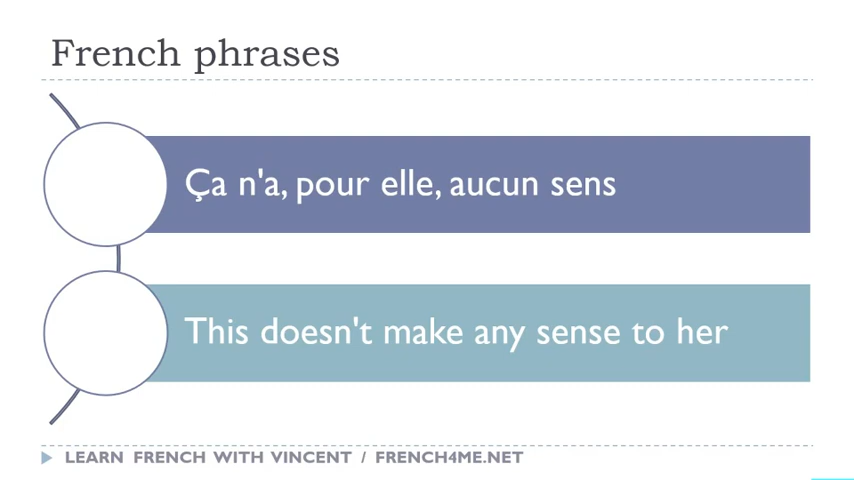 French phrases
Ça n'a, pour elle, aucun sens
This doesn't make any sense to her
LEARN FRENCH WITH VINCENT / FRENCH4ME.NET